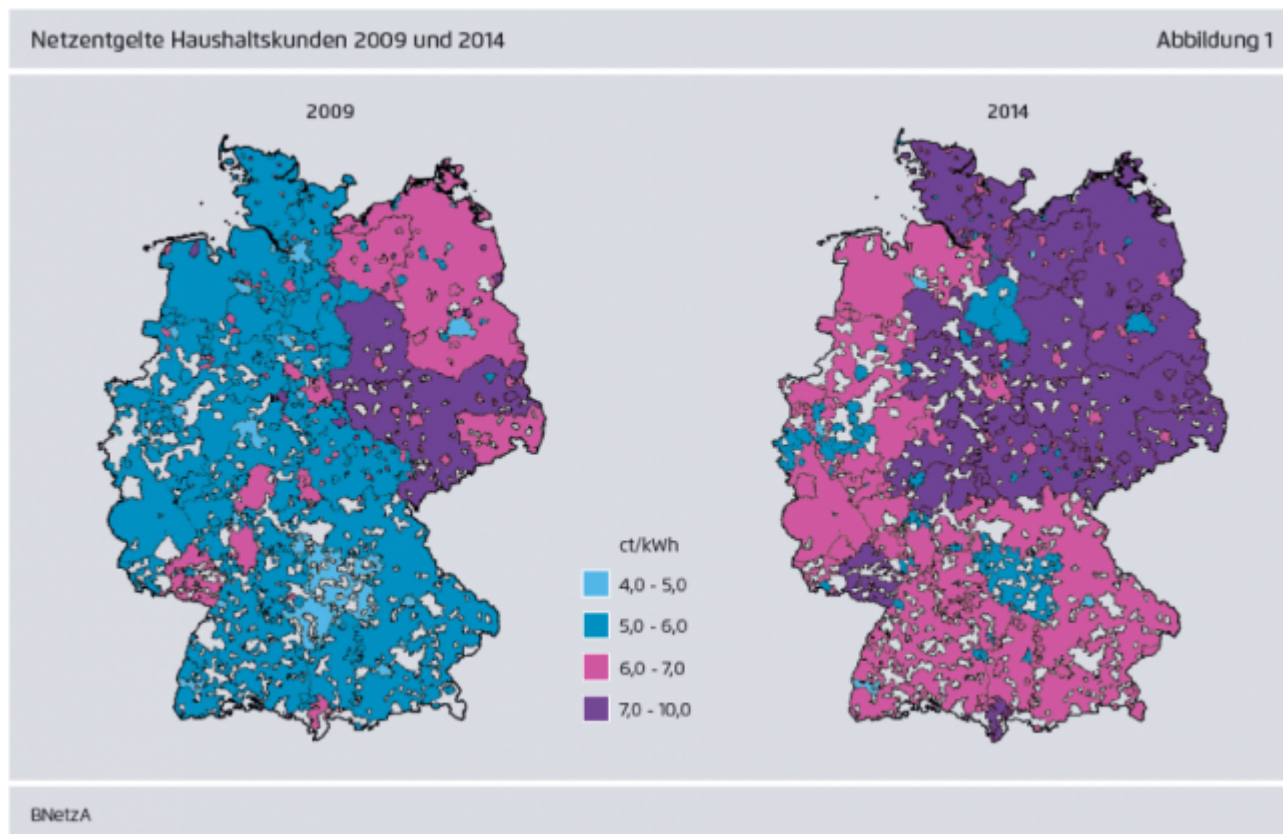 Netzentgelte Haushaltskunden 2009 und 2014
Abbildung 1
2009
2014
ct/kWh
4,0 - 5,0
5,0 - 6,0
6,0 - 7,0
7,0 - 10,0
BNetzA